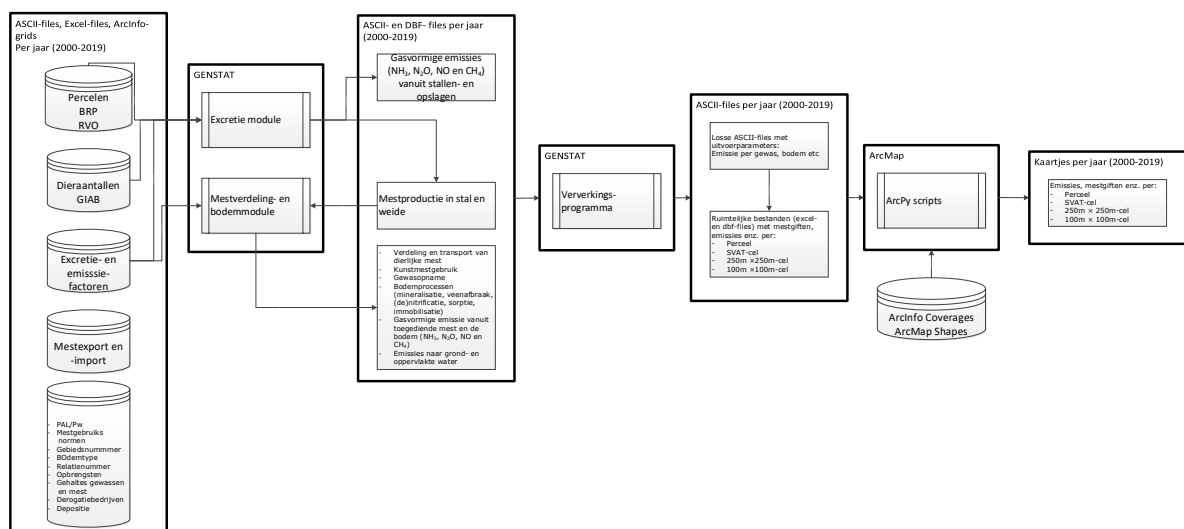 ASCII-files, Excel-files, ArcInfo-
grids
Per jaar (2000-2019)
Percelen
BRP
RVO
Dieraantallen
GIAB
Excretie- en
emisssie-
factoren
Mestexport en
-import
- PAL/Pw
- Mestgebruiks
normen
- Gebiedsnummmer
- BOdemtype
- Relatienummer
- Opbrengsten
- Gehaltes gewassen
en mest
- Derogatiebedrijven
- Depositie
GENSTAT
Excretie module
Mestverdeling- en
bodemmodule
ASCII- en DBF- files per jaar
(2000-2019)
Gasvormige emissies
(NH₃, N₂O, NO en CH₄)
vanuit stallen- en
opslagen
Mestproductie in stal en
weide
- Verdeling en transport van
dierlijke mest
- Kunstmestgebruik
- Gewasopname
- Bodemprocessen
(mineralisatie, veenafbraak,
(de)nitrificatie, sorptie,
immobilisatie)
- Gasvormige emissie vanuit
toegediende mest en de
bodem (NH₃, N₂O, NO en
CH₄)
- Emissies naar grond- en
oppervlakte water
GENSTAT
Ververkings-
programma
ASCII-files per jaar (2000-2019)
Losse ASCII-files met
uitvoerparameters:
Emissie per gewas, bodem etc
Ruimtelijke bestanden (excel-
en dbf-files) met mestgiften,
emissies enz. per:
- Perceel
- SVAT-cel
- 250m ×250m-cel
- 100m ×100m-cel
ArcMap
ArcPy scripts
ArcInfo Coverages
ArcMap Shapes
Kaartjes per jaar (2000-2019)
Emissies, mestgiften enz. per:
- Perceel
- SVAT-cel
- 250m × 250m-cel
- 100m × 100m-cel